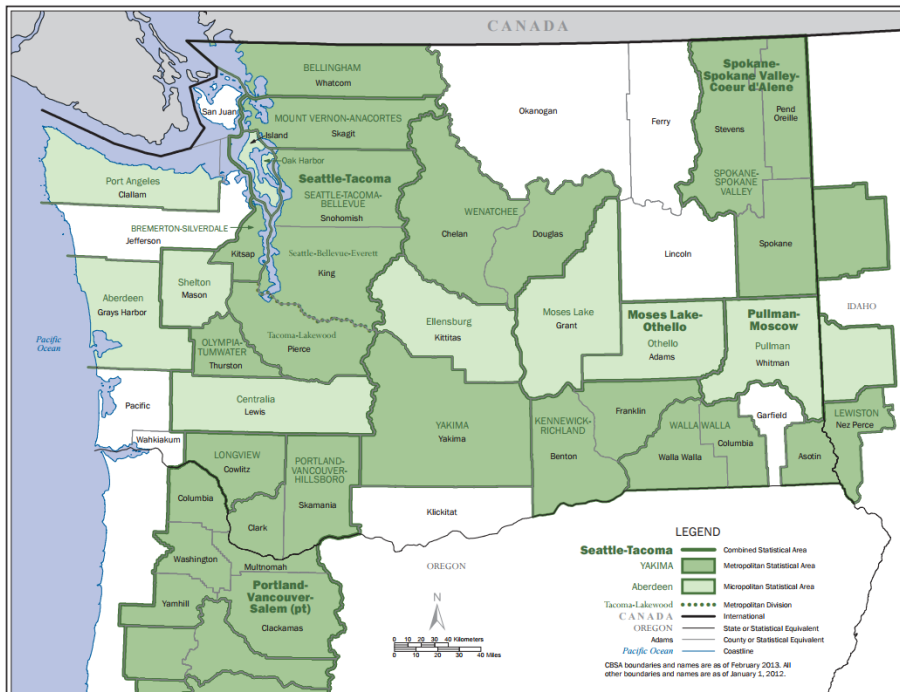 CANADA
BELLINGHAM
Whatcom
San Juan
MOUNT VERNON-ANACORTES
Skagit
Island
Oak Harbor
Okanogan
Ferry
Spokane-
Spokane Valley-
Coeur d'Alene
Pend
Oreille
Stevens
SPOKANE-
SPOKANE
VALLEY
Spokane
Port Angeles
Clallam
Seattle-Tacoma
SEATTLE-TACOMA-
BELLEVUE
Snohomish
WENATCHEE
Chelan
Douglas
BREMERTON-SILVERDALE
Jefferson
Kitsap
Seattle-Bellevue-Everett
King
Lincoln
Shelton
Mason
Aberdeen
Grays Harbor
Pacific
Ocean
Ellensburg
Kittitas
Moses Lake
Grant
Moses Lake-
Othello
Othello
Adams
Pullman-
Moscow
Pullman
Whitman
IDAHO
OLYMPIA-
TUMWATER
Thurston
Tacoma-Lakewood
Pierce
Pacific
Centralia
Lewis
YAKIMA
Yakima
KENNEWICK-
RICHLAND
Benton
Franklin
WALLA WALLA
Walla Walla
Columbia
Garfield
Asotin
LEWISTON
Nez Perce
Wahkiakum
LONGVIEW
Cowlitz
PORTLAND-
VANCOUVER-
HILLSBORO
Skamania
Columbia
Clark
Klickitat
Washington
Multnomah
Yamhill
Portland-
Vancouver-
Salem (pt)
Clackamas
OREGON
N
0 10 20 30 40 Kilometers
0 10 20 30 40 Miles
LEGEND
Seattle-Tacoma Combined Statistical Area
YAKIMA Metropolitan Statistical Area
Aberdeen Micropolitan Statistical Area
Tacoma-Lakewood Metropolitan Division
CANADA International
OREGON State or Statistical Equivalent
Adams County or Statistical Equivalent
Pacific Ocean Coastline
CBSA boundaries and names are as of February 2013. All
other boundaries and names are as of January 1, 2012.